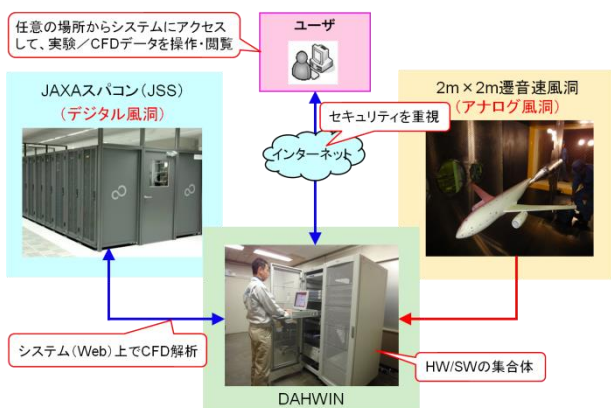 任意の場所からシステムにアクセス
して、実験／CFDデータを操作・閲覧
ユーザ
JAXAスパコン(JSS)
(デジタル風洞)
2m×2m遷音速風洞
(アナログ風洞)
セキュリティを重視
インターネット
システム(Web)上でCFD解析
HW/SWの集合体
DAHWIN